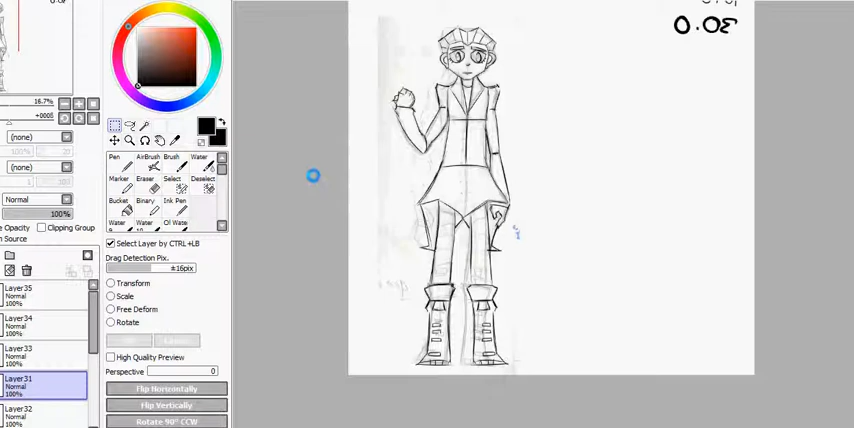 16.7%
+0008
(none)
100%
(none)
Normal
100%
Opacity
Clipping Group
Source
Layer35
Normal
100%
Layer34
Normal
100%
Layer33
Normal
100%
Layer31
Normal
100%
Layer32
Normal
100%
Pen
AirBrush
Brush
Water
Marker
Eraser
Select
Deselect
Bucket
Binary
Ink Pen
Water
Water
Oil Wate
Select Layer by CTRL+LB
Drag Detection Pix.
±16pix
Transform
Scale
Free Deform
Rotate
High Quality Preview
Perspective
0
Flip Horizontally
Flip Vertically
Rotate 90° CCW